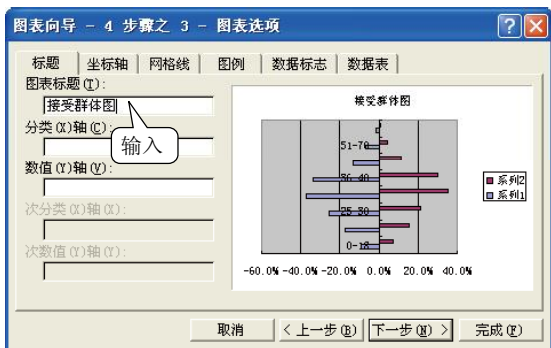 图表向导 - 4 步骤之 3 - 图表选项
标题 坐标轴 网格线 图例 数据标志 数据表
图表标题(T):
接受群体图
分类(X)轴(C):
输入
数值(Y)轴(V):
次分类(X)轴(X):
次数值(Y)轴(Y):
接受群体图
51-70
36-40
25-30
0-18
系列2
系列1
-60.0% -40.0% -20.0% 0.0% 20.0% 40.0%
取消 < 上一步(B) 下一步(N) > 完成(F)